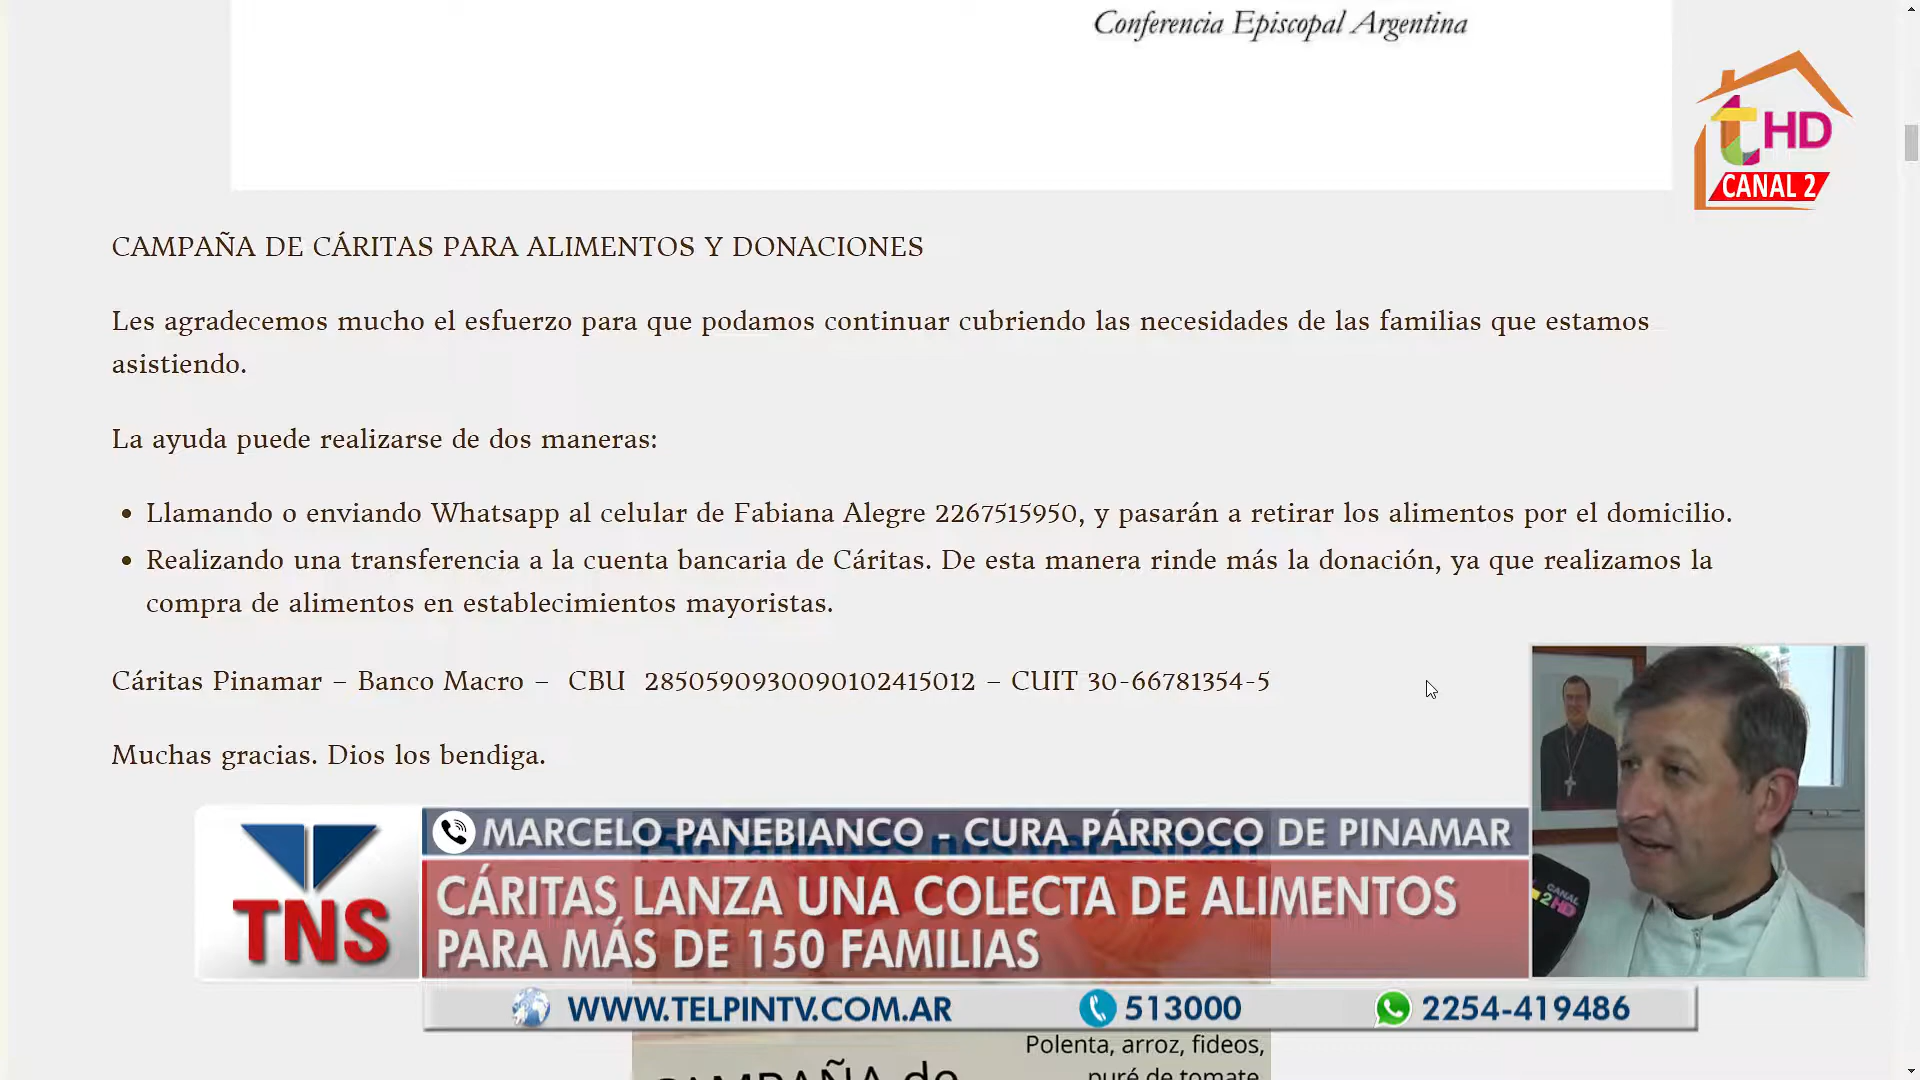 Conferencia Episcopal Argentina
t HD
CANAL 2
CAMPAÑA DE CÁRITAS PARA ALIMENTOS Y DONACIONES
Les agradecemos mucho el esfuerzo para que podamos continuar cubriendo las necesidades de las familias que estamos
asistiendo.
La ayuda puede realizarse de dos maneras:
• Llamando o enviando Whatsapp al celular de Fabiana Alegre 2267515950, y pasarán a retirar los alimentos por el domicilio.
• Realizando una transferencia a la cuenta bancaria de Cáritas. De esta manera rinde más la donación, ya que realizamos la
compra de alimentos en establecimientos mayoristas.
Cáritas Pinamar – Banco Macro – CBU 2850590930090102415012 – CUIT 30-66781354-5
Muchas gracias. Dios los bendiga.
MARCELO PANEBIANCO - CURA PÁRROCO DE PINAMAR
150 familias nos necesitan
TNS
CÁRITAS LANZA UNA COLECTA DE ALIMENTOS
PARA MÁS DE 150 FAMILIAS
CANAL
2HD
WWW.TELPINTV.COM.AR
513000
2254-419486
Polenta, arroz, fideos,
puré de tomate
CAMPAÑA de